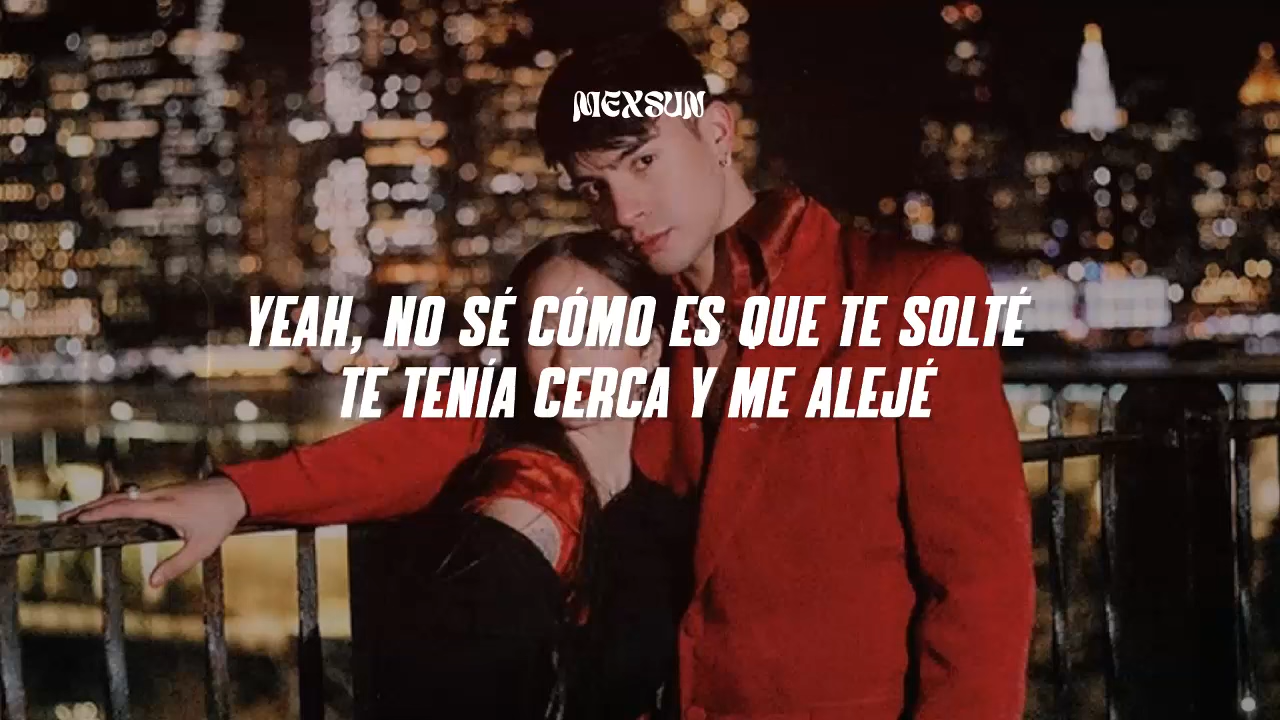 MEXSUN
YEAH, NO SÉ CÓMO ES QUE TE SOLTÉ
TE TENÍA CERCA Y ME ALEJÉ